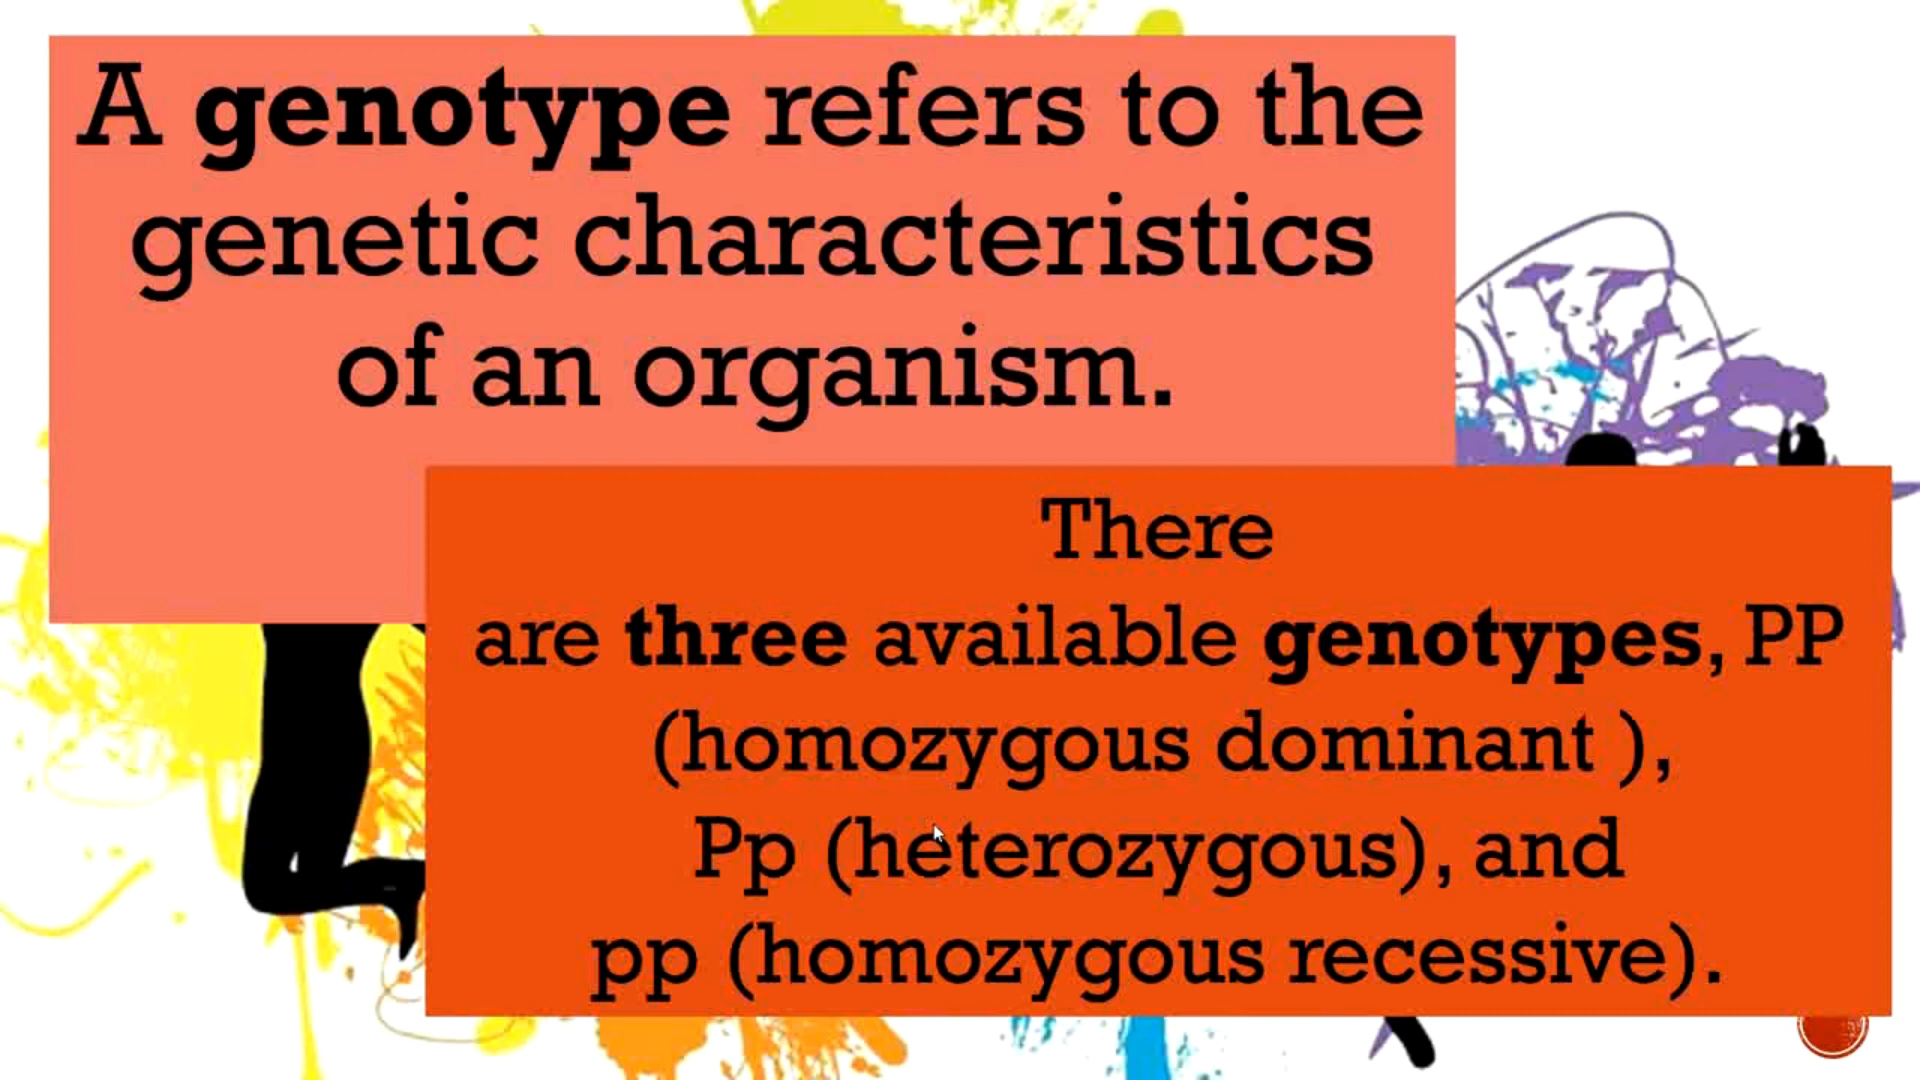 A genotype refers to the
genetic characteristics
of an organism.
There
are three available genotypes, PP
(homozygous dominant ),
Pp (heterozygous), and
pp (homozygous recessive).